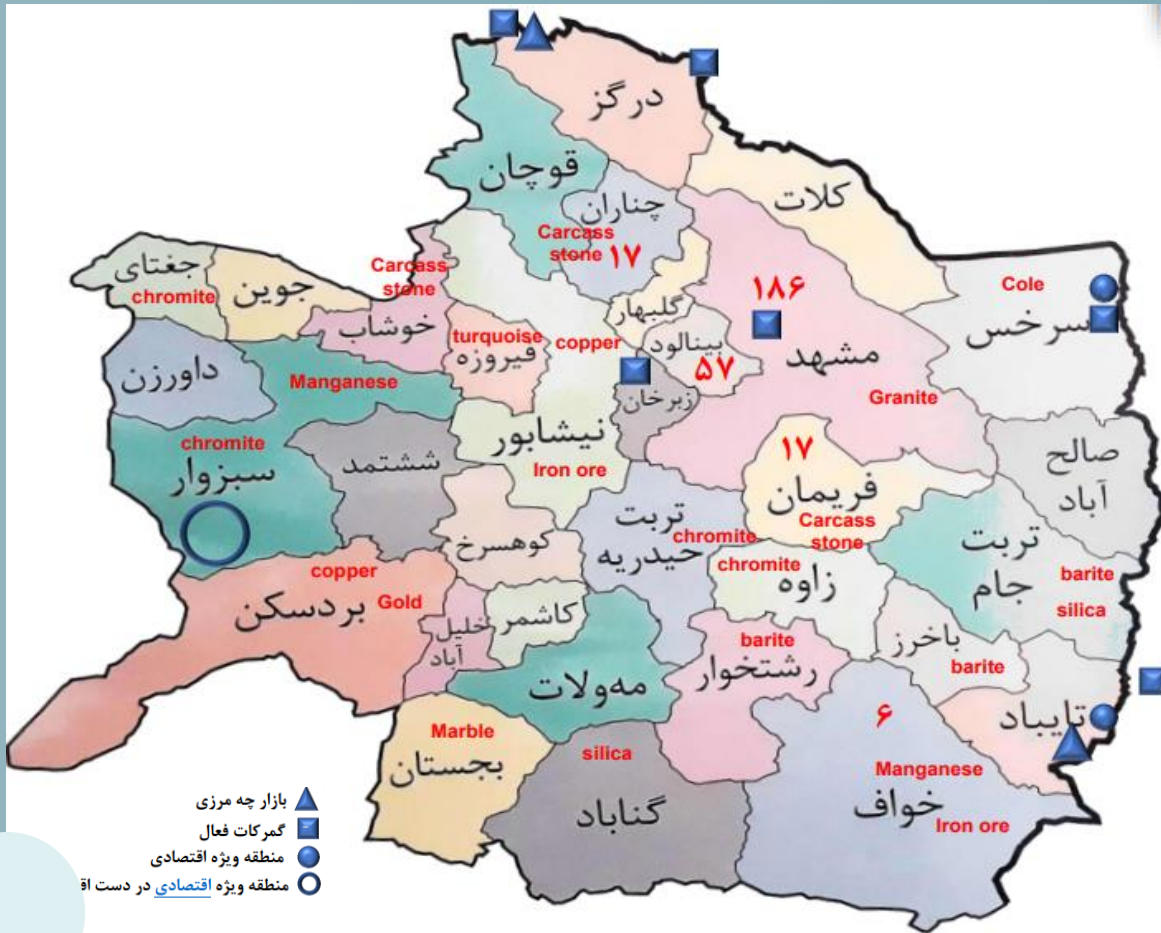 درگز
قوچان
چناران
کلات
Carcass
stone
۱۷
جغتای
chromite
جوین
Carcass
stone
خوشاب
گلبهار
۱۸۶
مشهد
Cole
سرخس
turquoise
فیروزه
copper
بینالود
۵۷
زبرخان
داورزن
Manganese
Granite
chromite
سبزوار
ششتمد
نیشابور
Iron ore
۱۷
فریمان
Carcass
stone
صالح
آباد
کوهسرخ
تربت
حیدریه
chromite
chromite
زاوه
تربت
جام
barite
silica
copper
بردسکن
Gold
خلیل
آباد
کاشمر
مه‌ولات
barite
رشتخوار
باخرز
barite
تایباد
Marble
بجستان
silica
گناباد
۶
Manganese
خواف
Iron ore
بازار چه مرزی
گمرکات فعال
منطقه ویژه اقتصادی
منطقه ویژه اقتصادی در دست